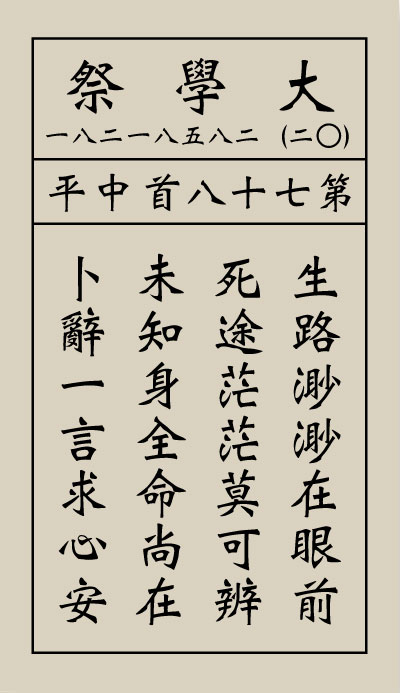 大學祭
(二〇) 二八五八一二八一
第七十八首中平
生路渺渺在眼前
死途茫茫莫可辨
未知身全命尚在
卜辭一言求心安